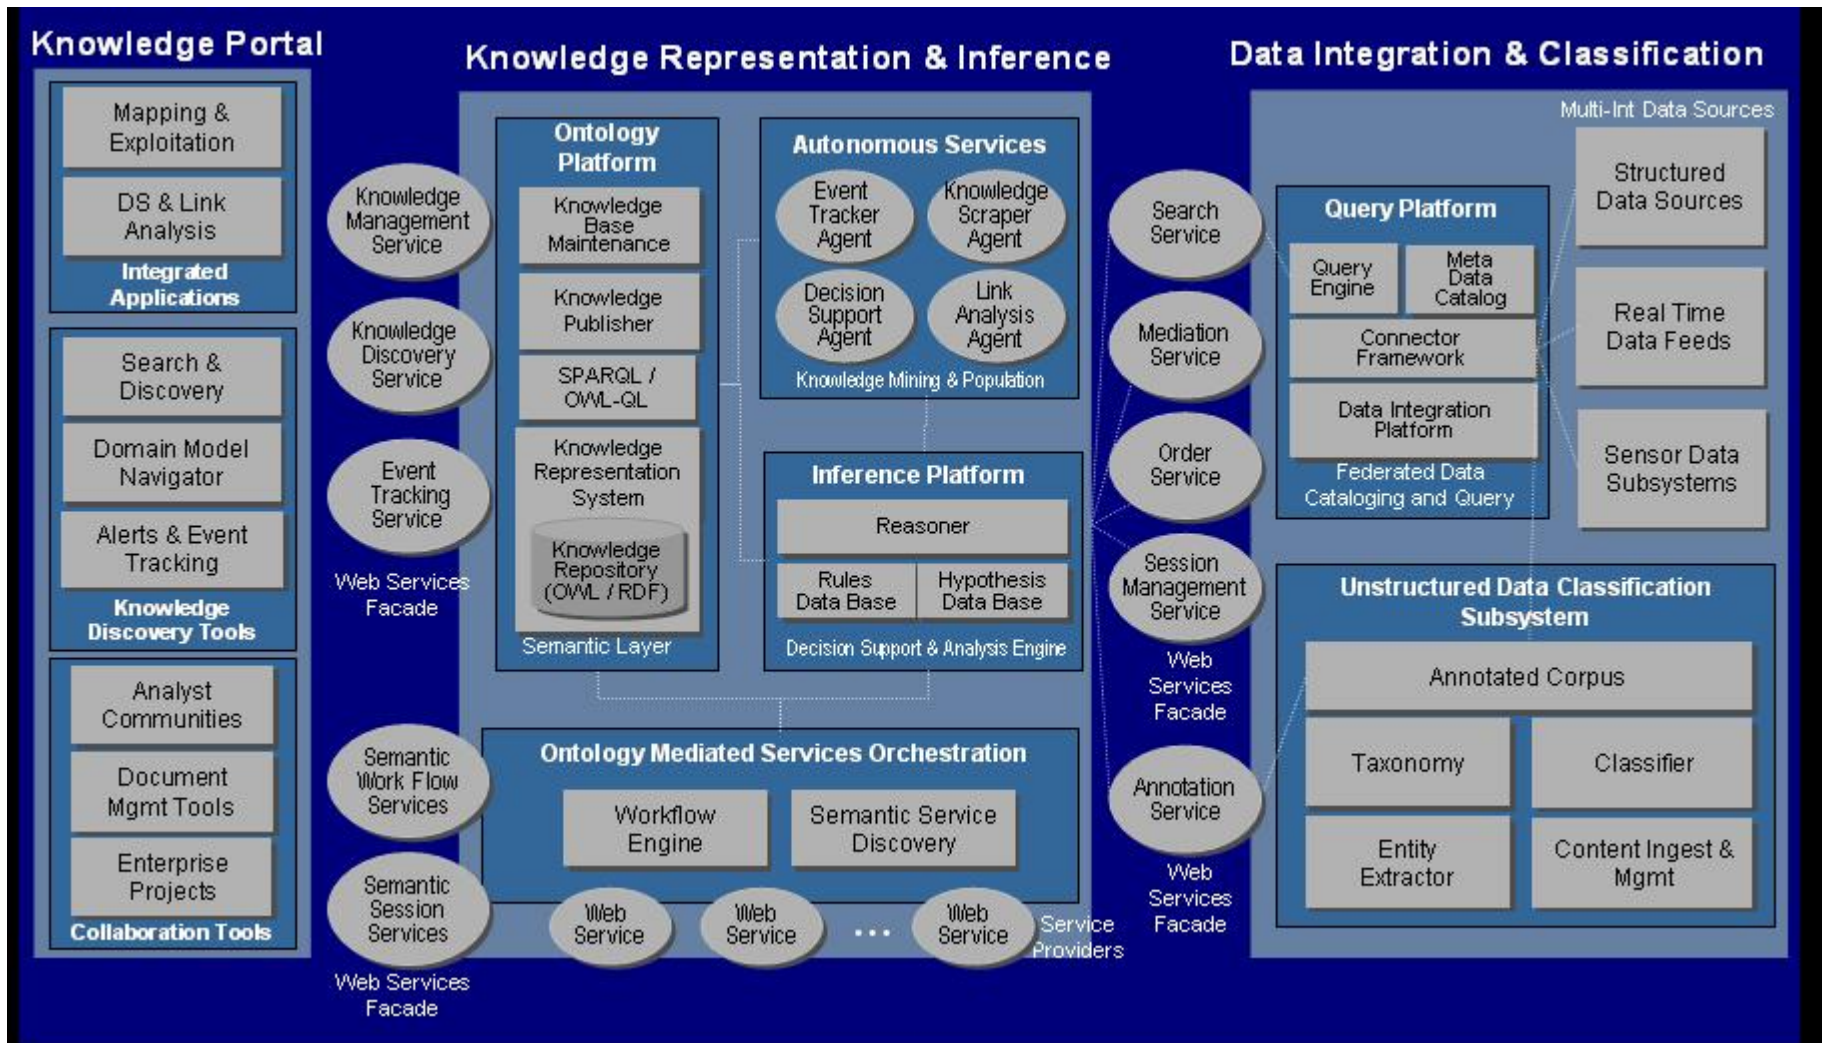 Knowledge Portal
Mapping &
Exploitation
DS & Link
Analysis
Integrated
Applications
Search &
Discovery
Domain Model
Navigator
Alerts & Event
Tracking
Knowledge
Discovery Tools
Analyst
Communities
Document
Mgmt Tools
Enterprise
Projects
Collaboration Tools
Knowledge
Management
Service
Knowledge
Discovery
Service
Event
Tracking
Service
Web Services
Facade
Semantic
Work Flow
Services
Semantic
Session
Services
Web Services
Facade
Knowledge Representation & Inference
Ontology
Platform
Knowledge
Base
Maintenance
Knowledge
Publisher
SPARQL /
OWL-QL
Knowledge
Representation
System
Knowledge
Repository
(OWL / RDF)
Semantic Layer
Autonomous Services
Event
Tracker
Agent
Knowledge
Scraper
Agent
Decision
Support
Agent
Link
Analysis
Agent
Knowledge Mining & Population
Inference Platform
Reasoner
Rules
Data Base
Hypothesis
Data Base
Decision Support & Analysis Engine
Ontology Mediated Services Orchestration
Workflow
Engine
Semantic Service
Discovery
Web
Service
Web
Service
...
Web
Service
Service
Providers
Search
Service
Mediation
Service
Order
Service
Session
Management
Service
Web
Services
Facade
Annotation
Service
Web
Services
Facade
Data Integration & Classification
Multi-Int Data Sources
Structured
Data Sources
Real Time
Data Feeds
Sensor Data
Subsystems
Query Platform
Query
Engine
Meta
Data
Catalog
Connector
Framework
Data Integration
Platform
Federated Data
Cataloging and Query
Unstructured Data Classification
Subsystem
Annotated Corpus
Taxonomy
Classifier
Entity
Extractor
Content Ingest &
Mgmt